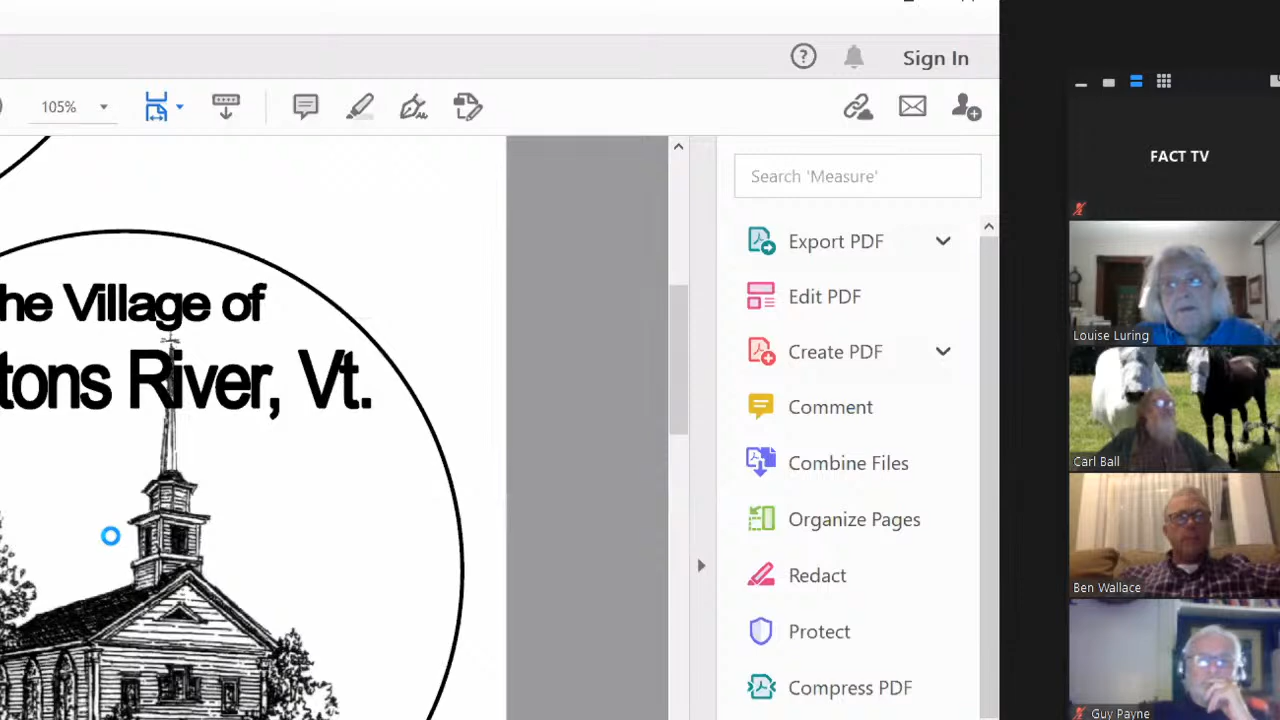 Sign In
105%
Search 'Measure'
FACT TV
Export PDF
he Village of
Edit PDF
Louise Luring
Create PDF
tons River, Vt.
Comment
Combine Files
Carl Ball
Organize Pages
Redact
Ben Wallace
Protect
Compress PDF
Guy Payne